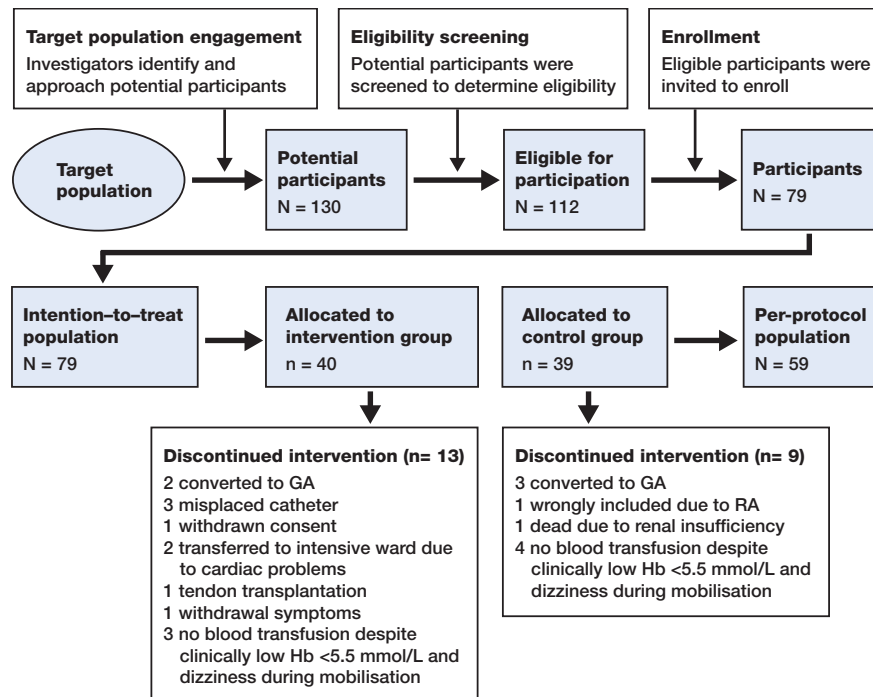 Target population engagement
Investigators identify and
approach potential participants
Eligibility screening
Potential participants were
screened to determine eligibility
Enrollment
Eligible participants were
invited to enroll
Target
population
Potential
participants
N = 130
Eligible for
participation
N = 112
Participants
N = 79
Intention–to–treat
population
N = 79
Allocated to
intervention group
n = 40
Allocated to
control group
n = 39
Per-protocol
population
N = 59
Discontinued intervention (n= 13)
2 converted to GA
3 misplaced catheter
1 withdrawn consent
2 transferred to intensive ward due
to cardiac problems
1 tendon transplantation
1 withdrawal symptoms
3 no blood transfusion despite
clinically low Hb <5.5 mmol/L and
dizziness during mobilisation
Discontinued intervention (n= 9)
3 converted to GA
1 wrongly included due to RA
1 dead due to renal insufficiency
4 no blood transfusion despite
clinically low Hb <5.5 mmol/L and
dizziness during mobilisation